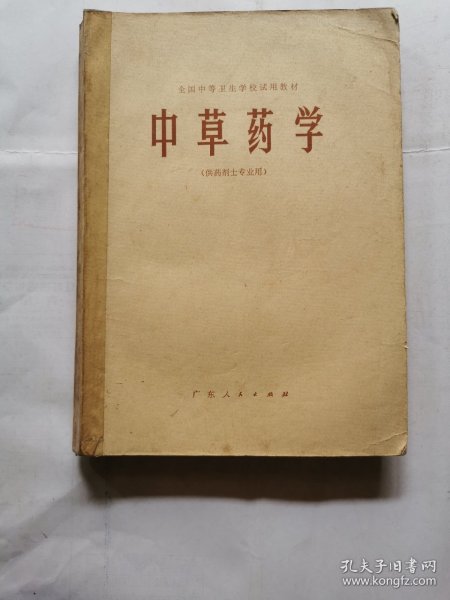 全国中等卫生学校试用教材
中草药学
（供药剂士专业用）
广东人民出版社
孔夫子旧书网
www.kongfz.com